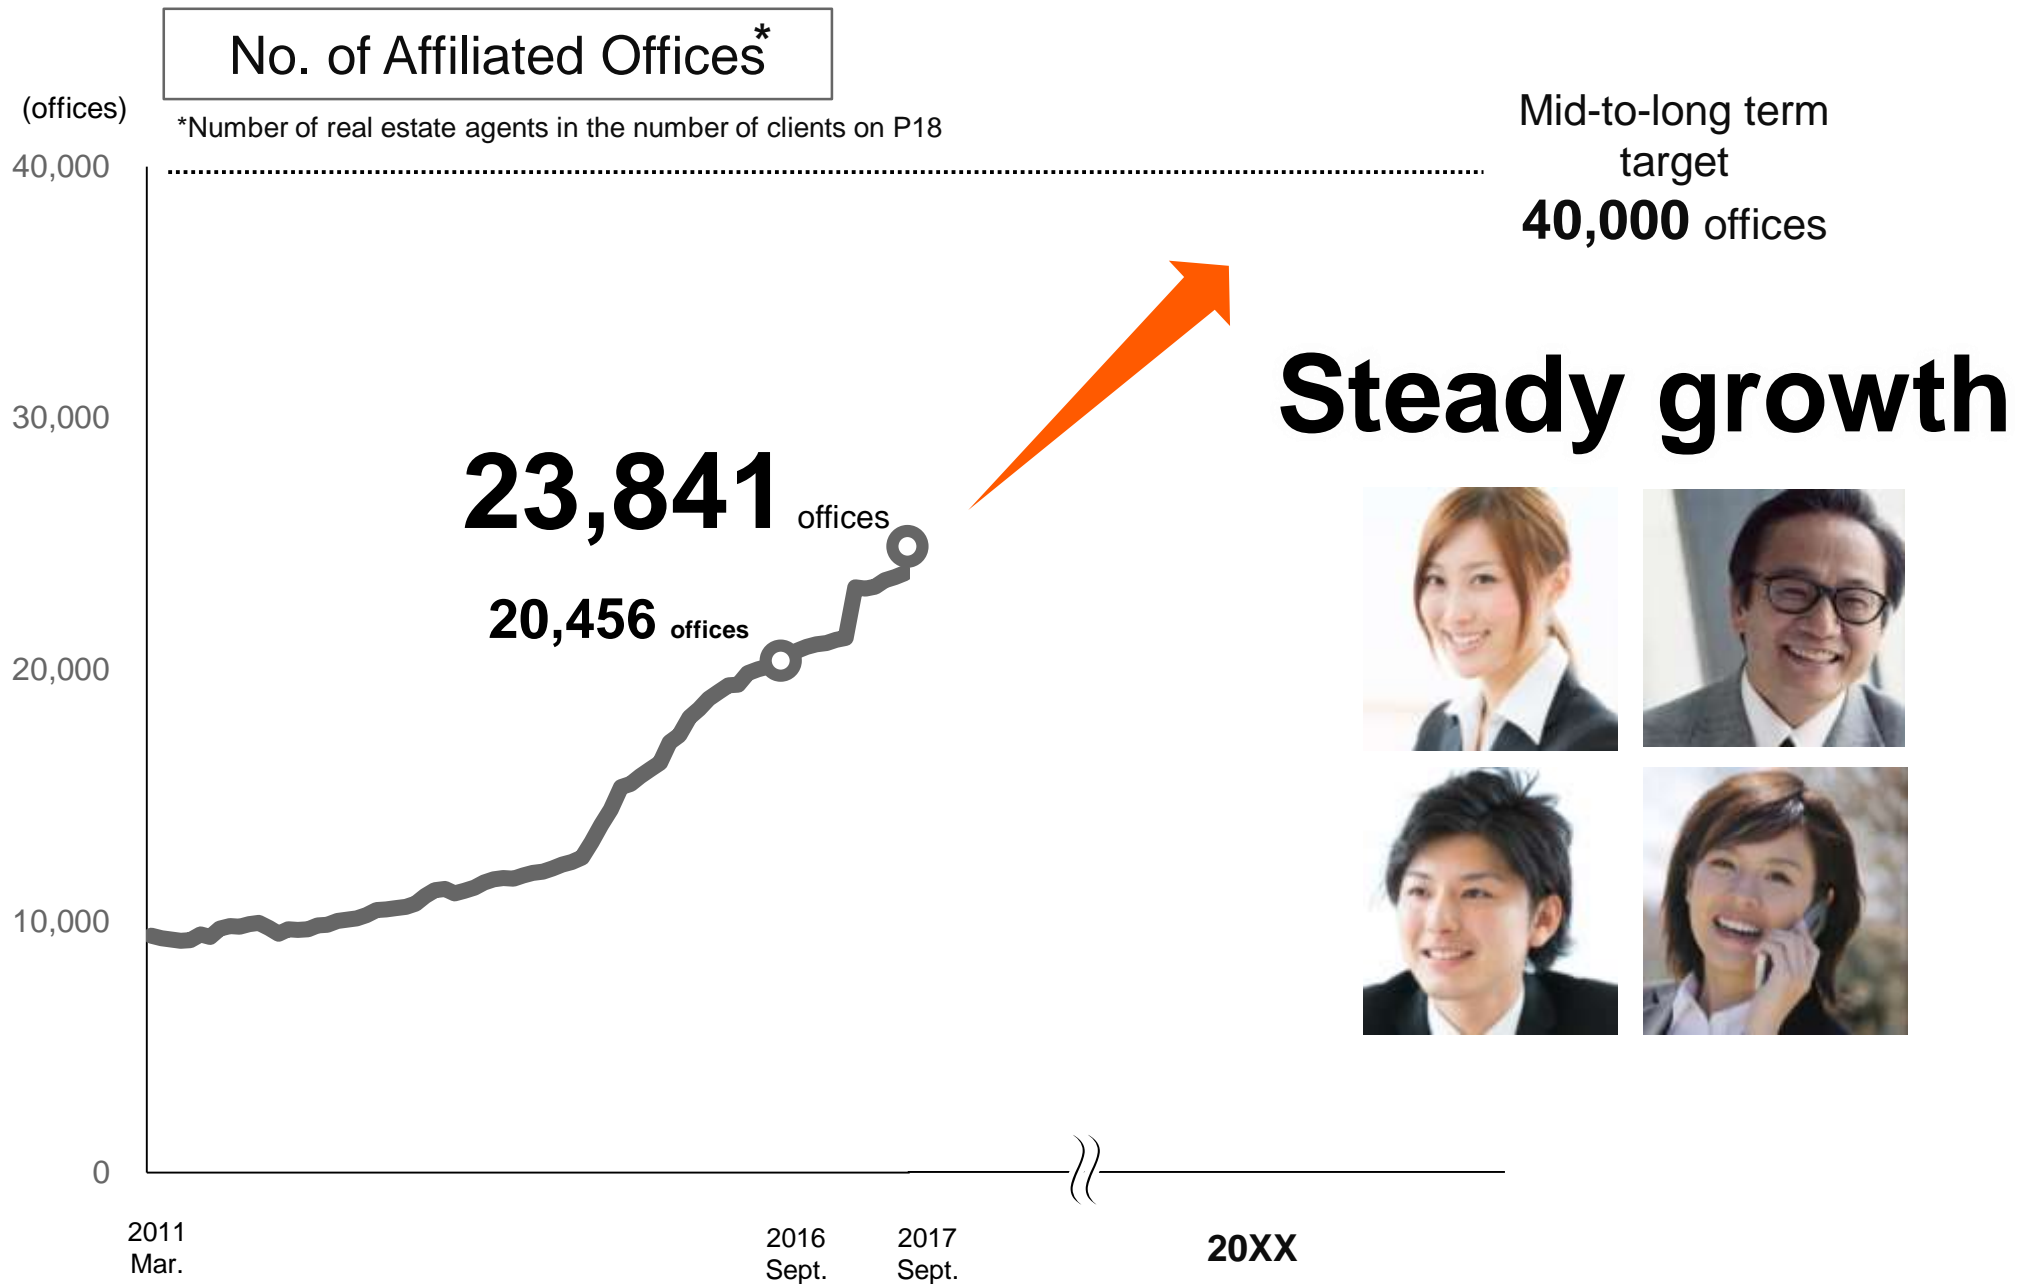 No. of Affiliated Offices*
(offices)
*Number of real estate agents in the number of clients on P18
Mid-to-long term
target
40,000 offices
40,000
30,000
20,000
10,000
0
Steady growth
23,841 offices
20,456 offices
2011
Mar.
2016
Sept.
2017
Sept.
20XX